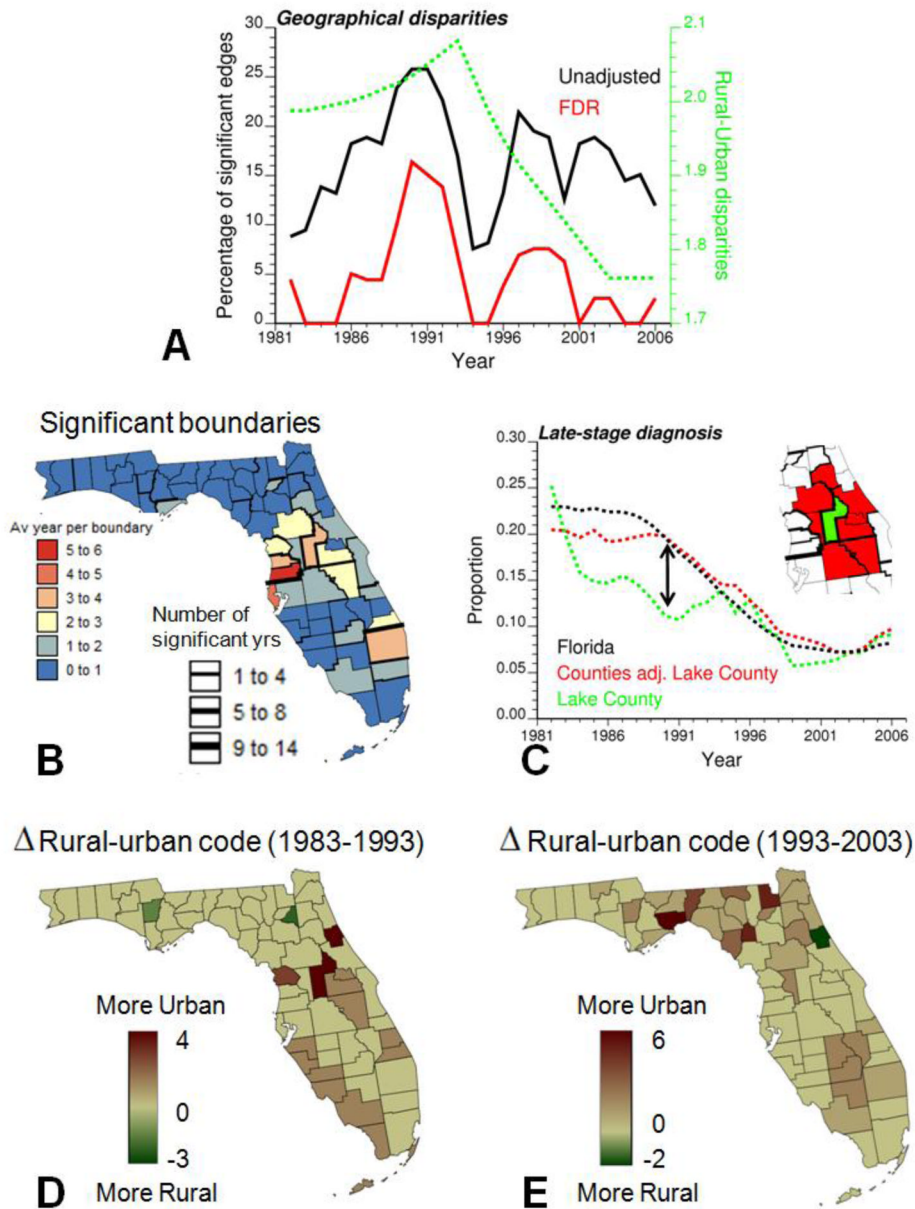 Geographical disparities
30
25
20
15
10
5
0
Percentage of significant edges
Unadjusted
FDR
2.1
2.0
1.9
1.8
1.7
Rural-Urban disparities
1981 1986 1991 1996 2001 2006
Year
A
Significant boundaries
Av year per boundary
5 to 6
4 to 5
3 to 4
2 to 3
1 to 2
0 to 1
Number of
significant yrs
1 to 4
5 to 8
9 to 14
B
Late-stage diagnosis
0.30
0.25
0.20
0.15
0.10
0.05
0.00
Proportion
Florida
Counties adj. Lake County
Lake County
1981 1986 1991 1996 2001 2006
Year
C
Δ Rural-urban code (1983-1993)
More Urban
4
0
-3
More Rural
D
Δ Rural-urban code (1993-2003)
More Urban
6
0
-2
More Rural
E